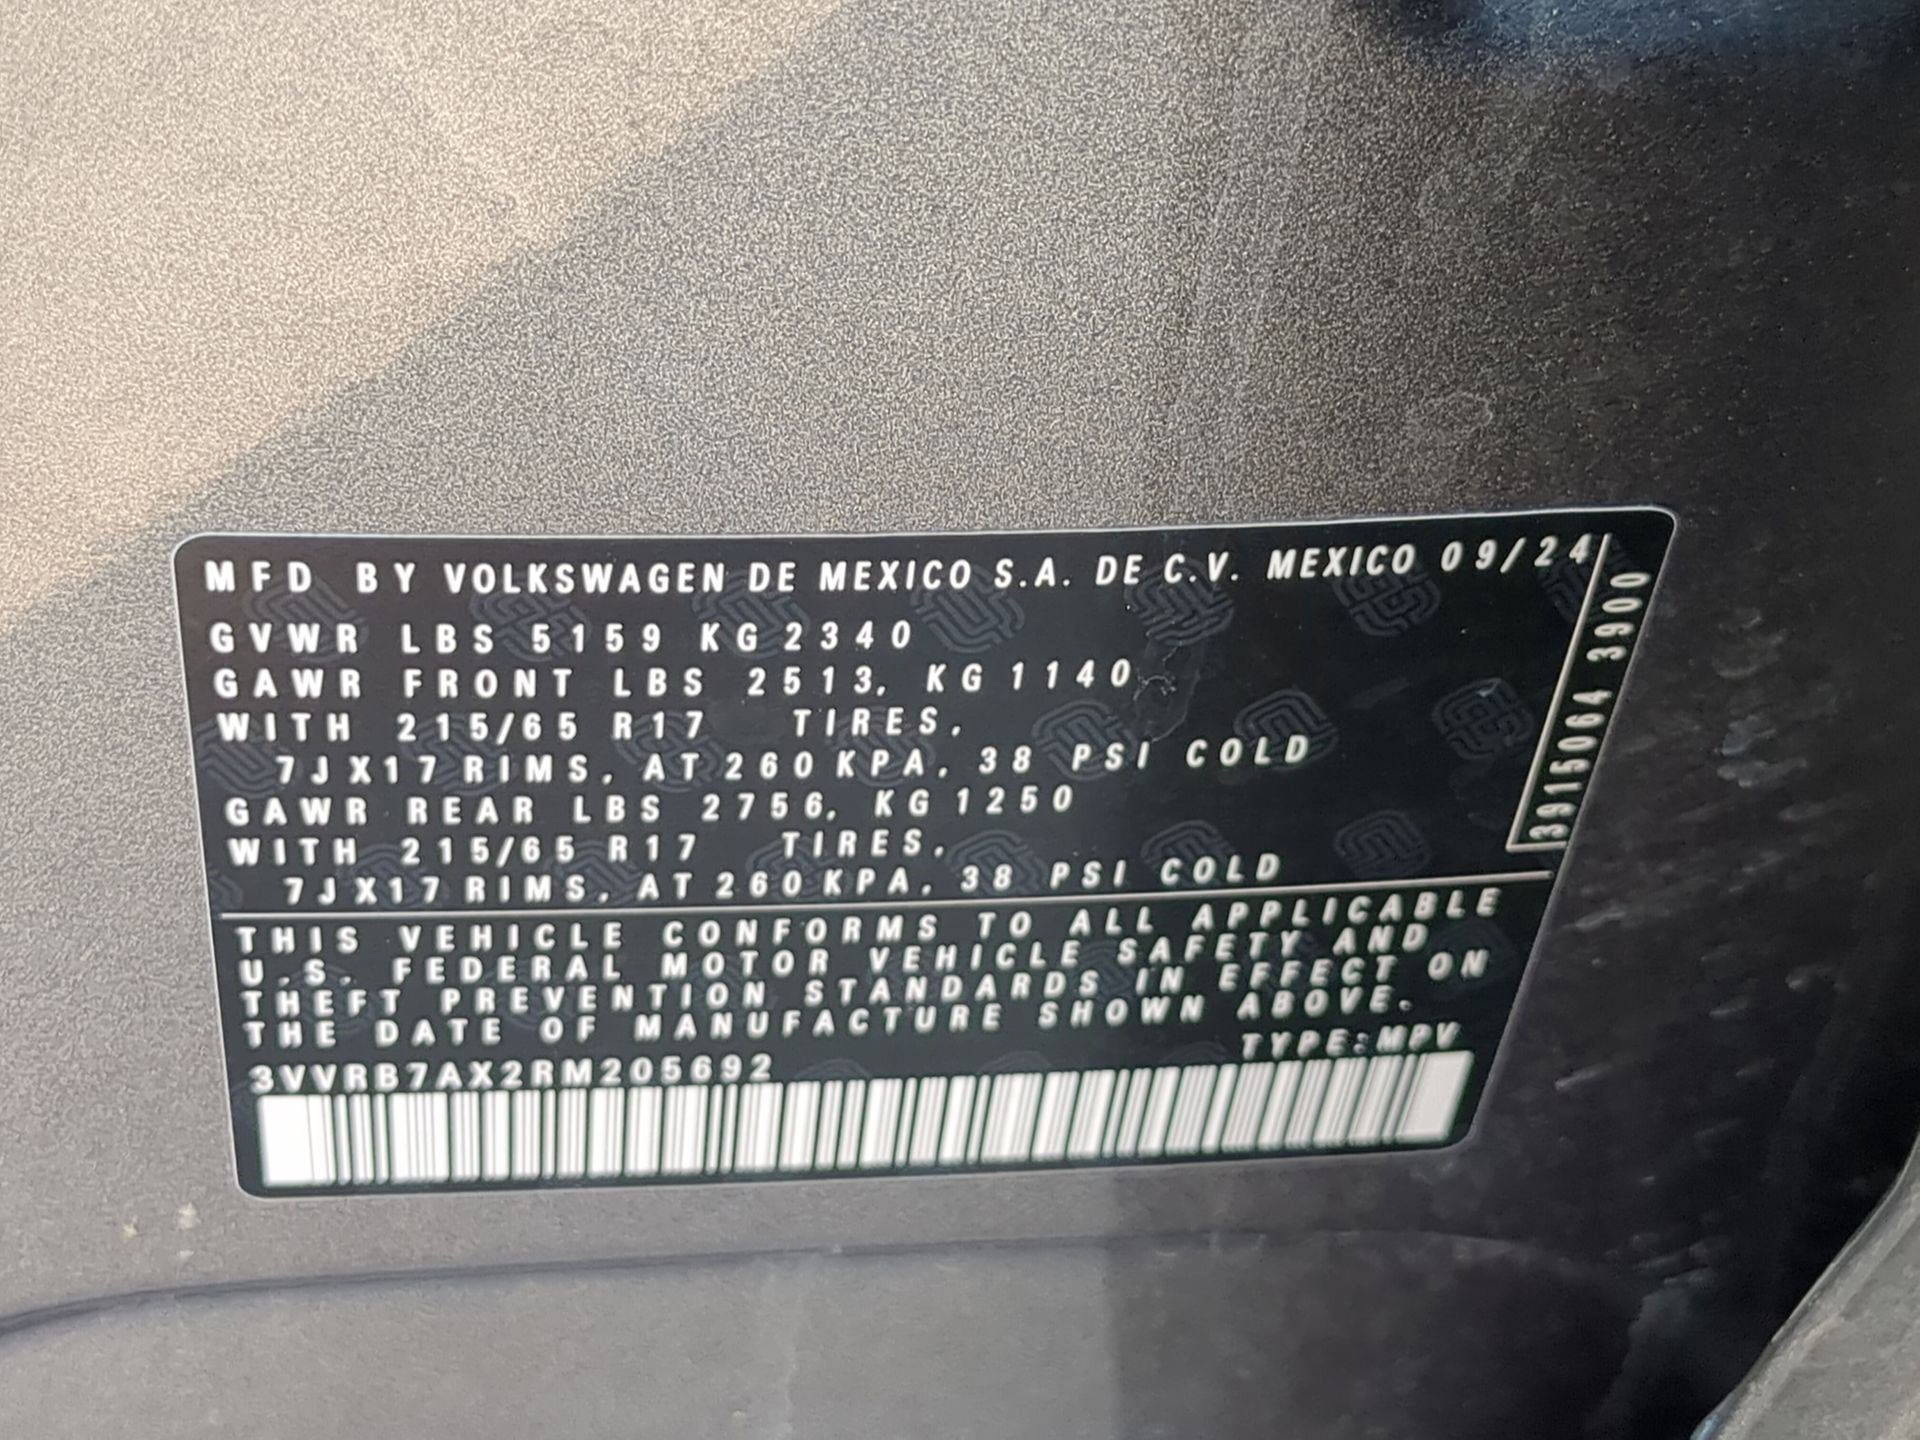 MFD BY VOLKSWAGEN DE MEXICO S.A. DE C.V. MEXICO 09/24
GVWR LBS 5159 KG 2340
GAWR FRONT LBS 2513, KG 1140
WITH 215/65 R17 TIRES,
7JX17 RIMS, AT 260 KPA, 38 PSI COLD
GAWR REAR LBS 2756, KG 1250
WITH 215/65 R17 TIRES,
7JX17 RIMS, AT 260 KPA, 38 PSI COLD
3915064 3900
THIS VEHICLE CONFORMS TO ALL APPLICABLE
U.S. FEDERAL MOTOR VEHICLE SAFETY AND
THEFT PREVENTION STANDARDS IN EFFECT ON
THE DATE OF MANUFACTURE SHOWN ABOVE.
TYPE:MPV
3VVRB7AX2RM205692